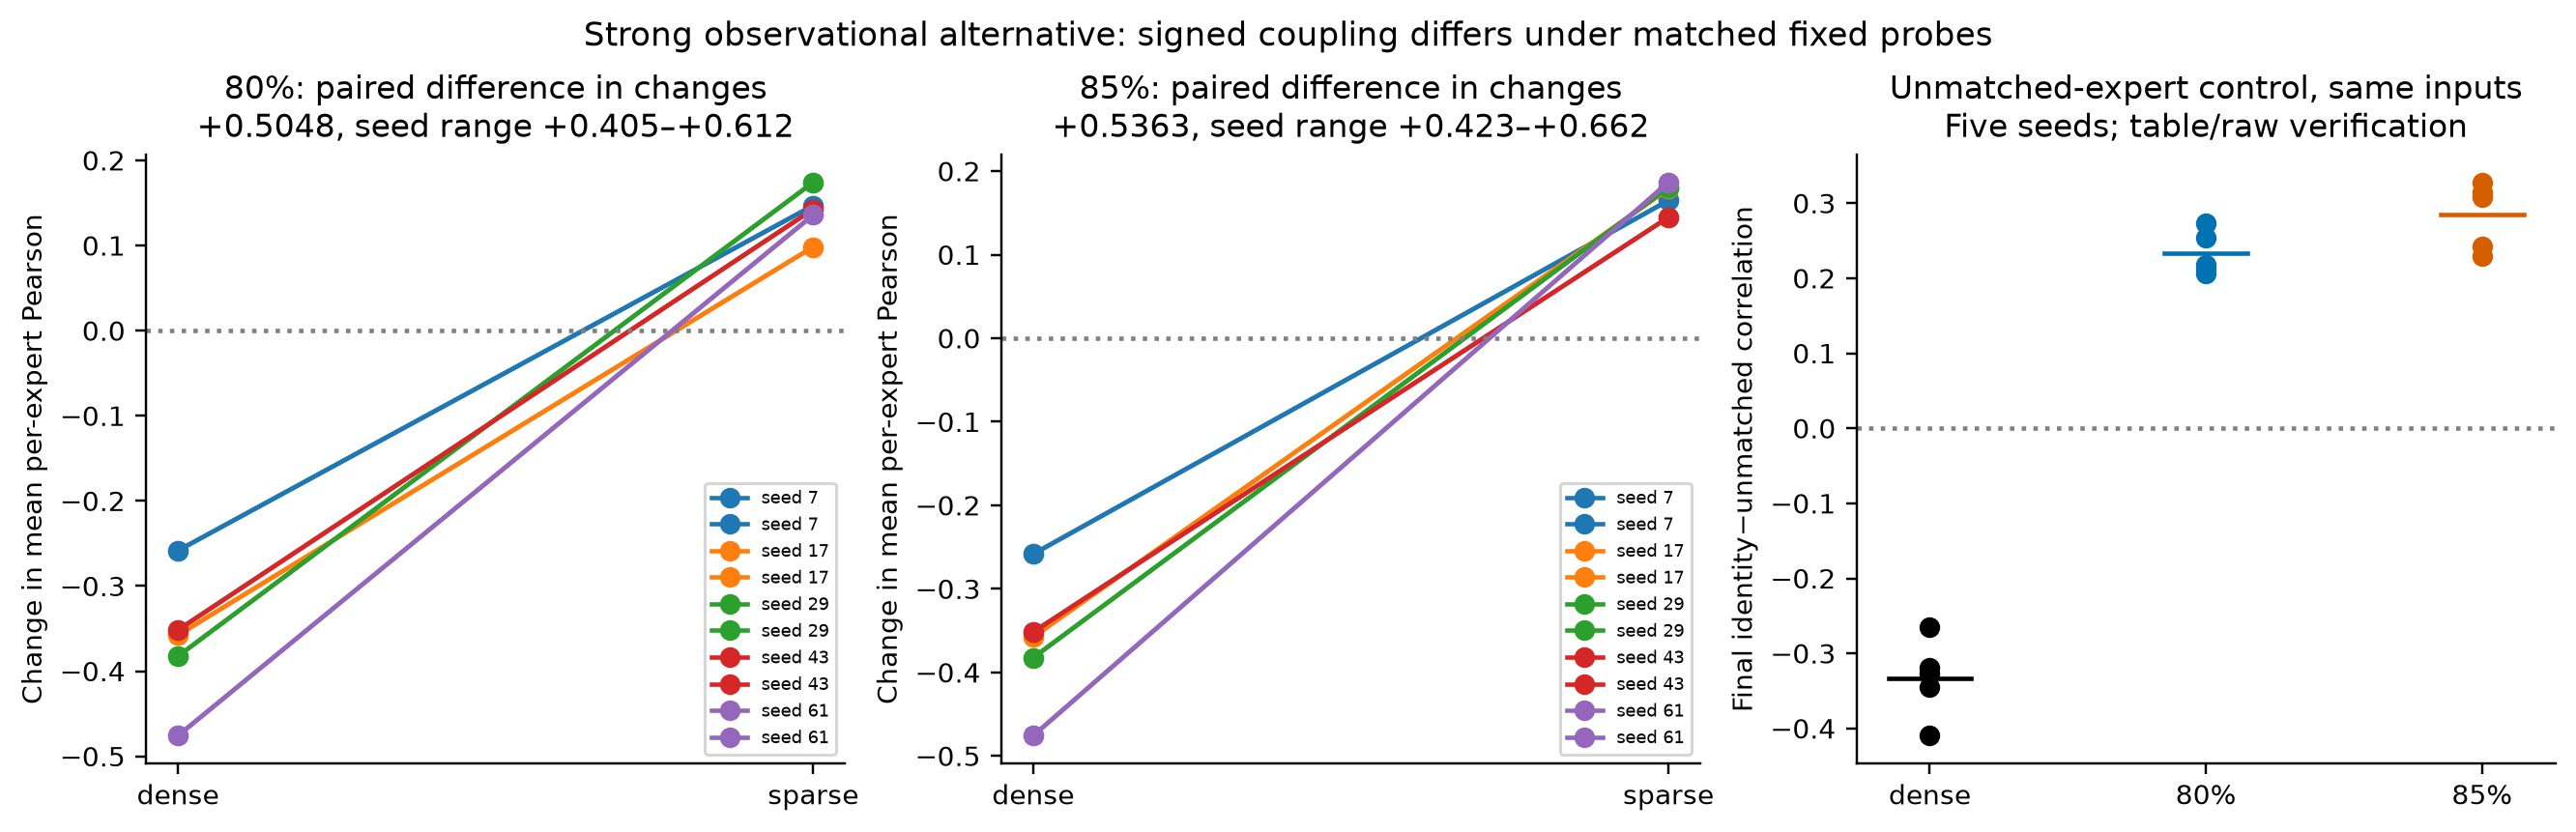 Strong observational alternative: signed coupling differs under matched fixed probes
80%: paired difference in changes
+0.5048, seed range +0.405–+0.612
Change in mean per-expert Pearson
0.2
0.1
0.0
−0.1
−0.2
−0.3
−0.4
−0.5
seed 7
seed 7
seed 17
seed 17
seed 29
seed 29
seed 43
seed 43
seed 61
seed 61
dense
sparse
85%: paired difference in changes
+0.5363, seed range +0.423–+0.662
Change in mean per-expert Pearson
0.2
0.1
0.0
−0.1
−0.2
−0.3
−0.4
−0.5
seed 7
seed 7
seed 17
seed 17
seed 29
seed 29
seed 43
seed 43
seed 61
seed 61
dense
sparse
Unmatched-expert control, same inputs
Five seeds; table/raw verification
Final identity−unmatched correlation
0.3
0.2
0.1
0.0
−0.1
−0.2
−0.3
−0.4
dense
80%
85%